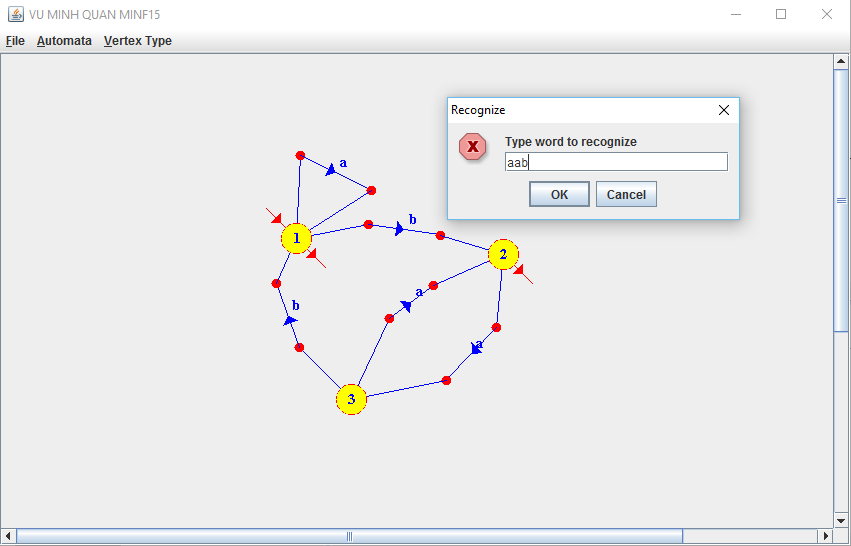 VU MINH QUAN MINF15
File Automata Vertex Type
Recognize
Type word to recognize
aab
OK Cancel
a
b
1
2
a
b
a
3